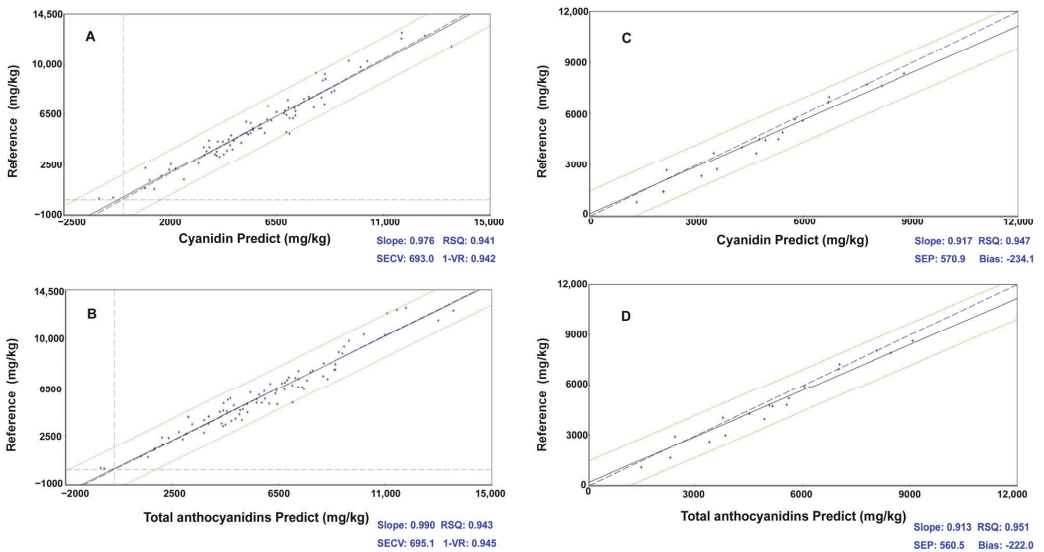 A
Reference (mg/kg)
14,500
10,000
6500
2500
−1000
−2500
2000
6500
11,000
15,000
Cyanidin Predict (mg/kg)
Slope: 0.976 RSQ: 0.941
SECV: 693.0 1-VR: 0.942
C
Reference (mg/kg)
12,000
9000
6000
3000
0
0
3000
6000
9000
12,000
Cyanidin Predict (mg/kg)
Slope: 0.917 RSQ: 0.947
SEP: 570.9 Bias: -234.1
B
Reference (mg/kg)
14,500
10,000
6500
2500
−1000
−2000
2500
6500
11,000
15,000
Total anthocyanidins Predict (mg/kg)
Slope: 0.990 RSQ: 0.943
SECV: 695.1 1-VR: 0.945
D
Reference (mg/kg)
12,000
9000
6000
3000
0
0
3000
6000
9000
12,000
Total anthocyanidins Predict (mg/kg)
Slope: 0.913 RSQ: 0.951
SEP: 560.5 Bias: -222.0